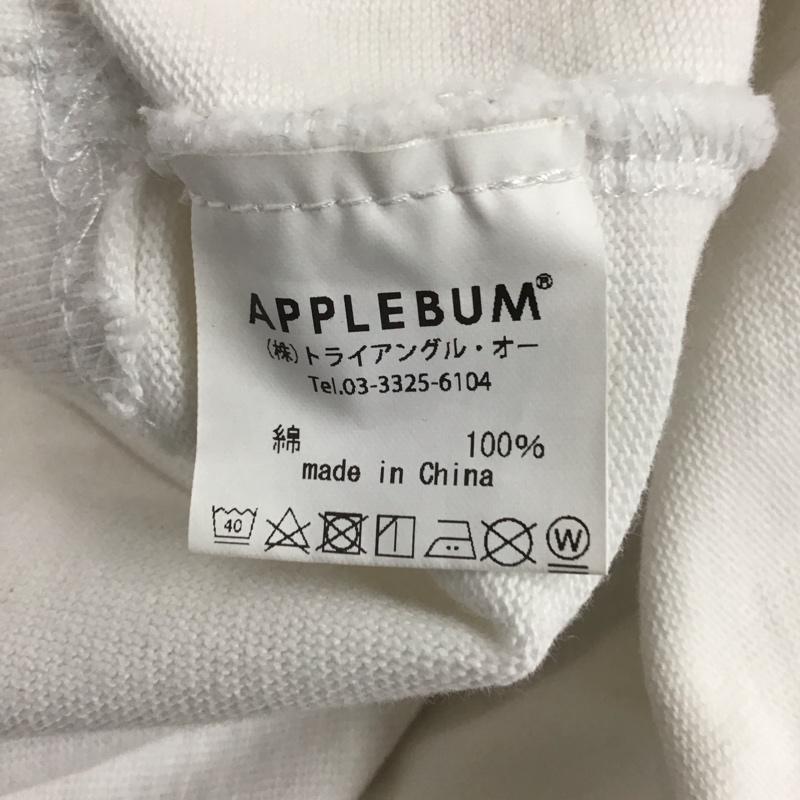 APPLEBUM®
(株)トライアングル・オー
Tel.03-3325-6104
綿 100%
made in China
40 W